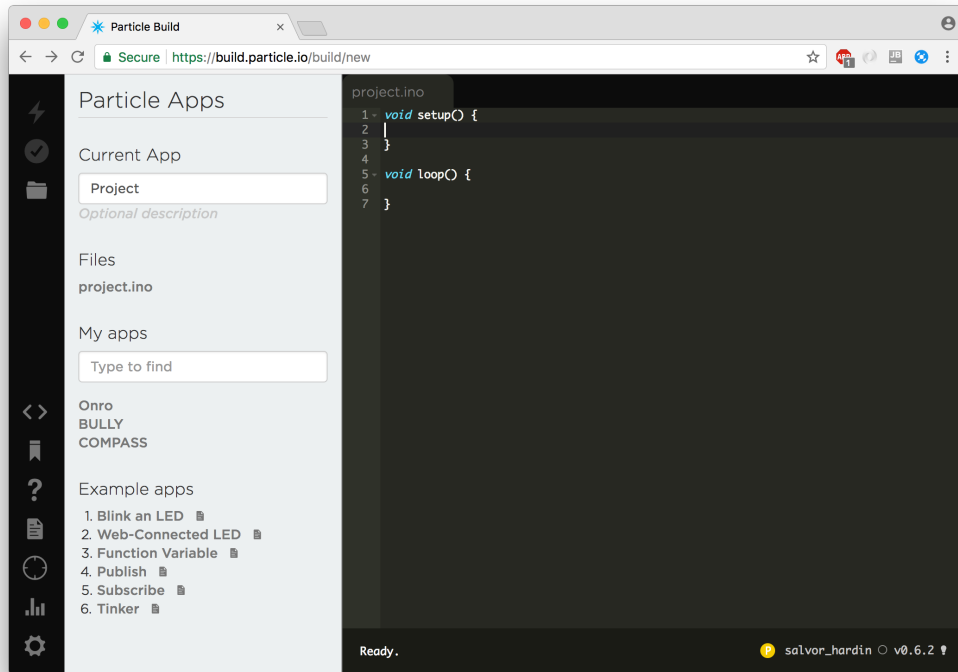 Particle Build
Secure https://build.particle.io/build/new
ABP
1
JB
Particle Apps
Current App
Project
Optional description
Files
project.ino
My apps
Type to find
Onro
BULLY
COMPASS
Example apps
1. Blink an LED
2. Web-Connected LED
3. Function Variable
4. Publish
5. Subscribe
6. Tinker
project.ino
1 void setup() {
2
3 }
4
5 void loop() {
6
7 }
Ready.
P salvor_hardin v0.6.2